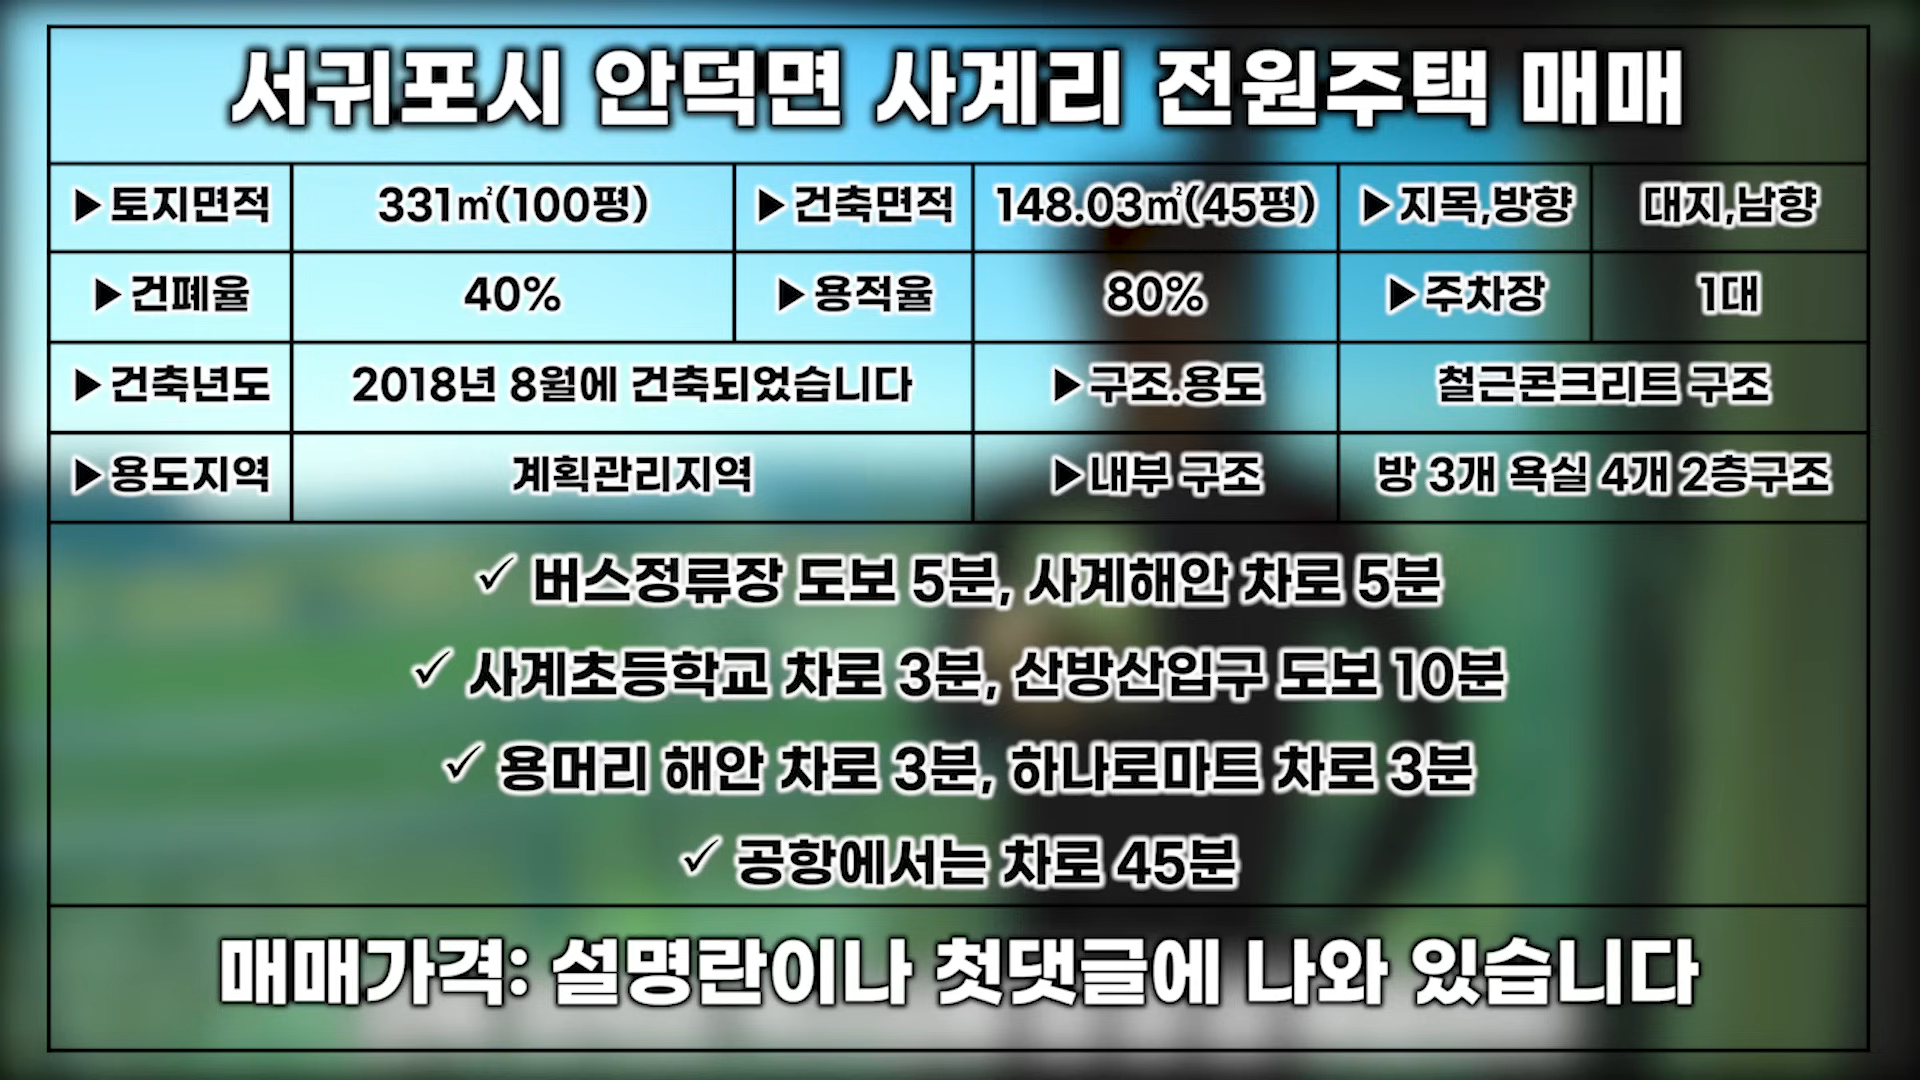 서귀포시 안덕면 사계리 전원주택 매매
▶토지면적 331㎡(100평) ▶건축면적 148.03㎡(45평) ▶지목,방향 대지,남향
▶건폐율 40% ▶용적율 80% ▶주차장 1대
▶건축년도 2018년 8월에 건축되었습니다 ▶구조.용도 철근콘크리트 구조
▶용도지역 계획관리지역 ▶내부 구조 방 3개 욕실 4개 2층구조
✓ 버스정류장 도보 5분, 사계해안 차로 5분
✓ 사계초등학교 차로 3분, 산방산입구 도보 10분
✓ 용머리 해안 차로 3분, 하나로마트 차로 3분
✓ 공항에서는 차로 45분
매매가격: 설명란이나 첫댓글에 나와 있습니다